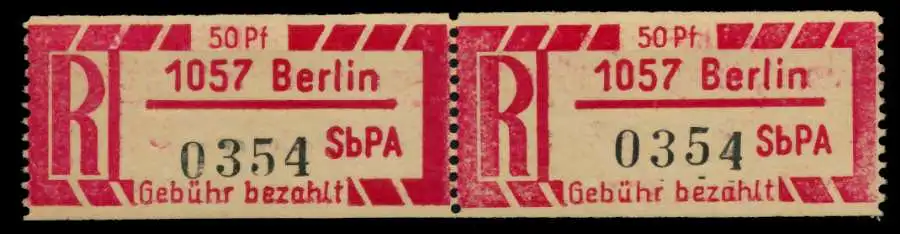 50 Pf
1057 Berlin
R
0354 SbPA
Gebühr bezahlt
50 Pf
1057 Berlin
R
0354 SbPA
Gebühr bezahlt